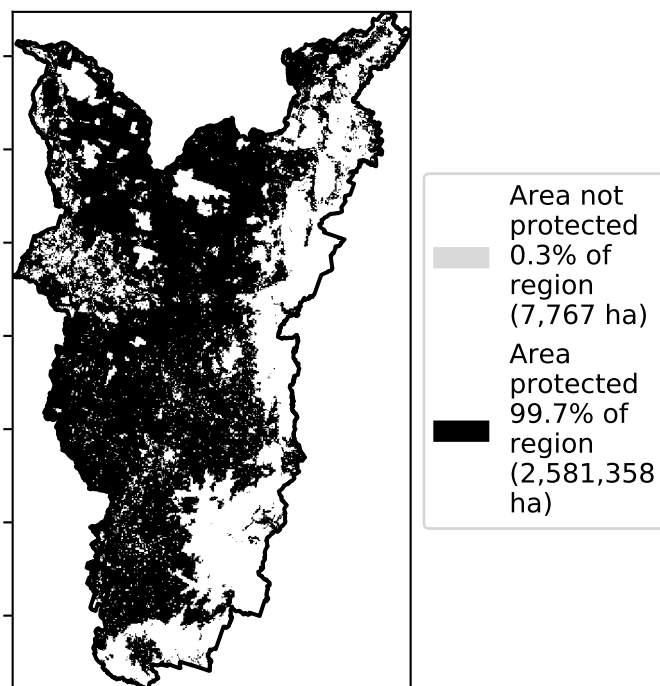 Area not
protected
0.3% of
region
(7,767 ha)
Area
protected
99.7% of
region
(2,581,358
ha)